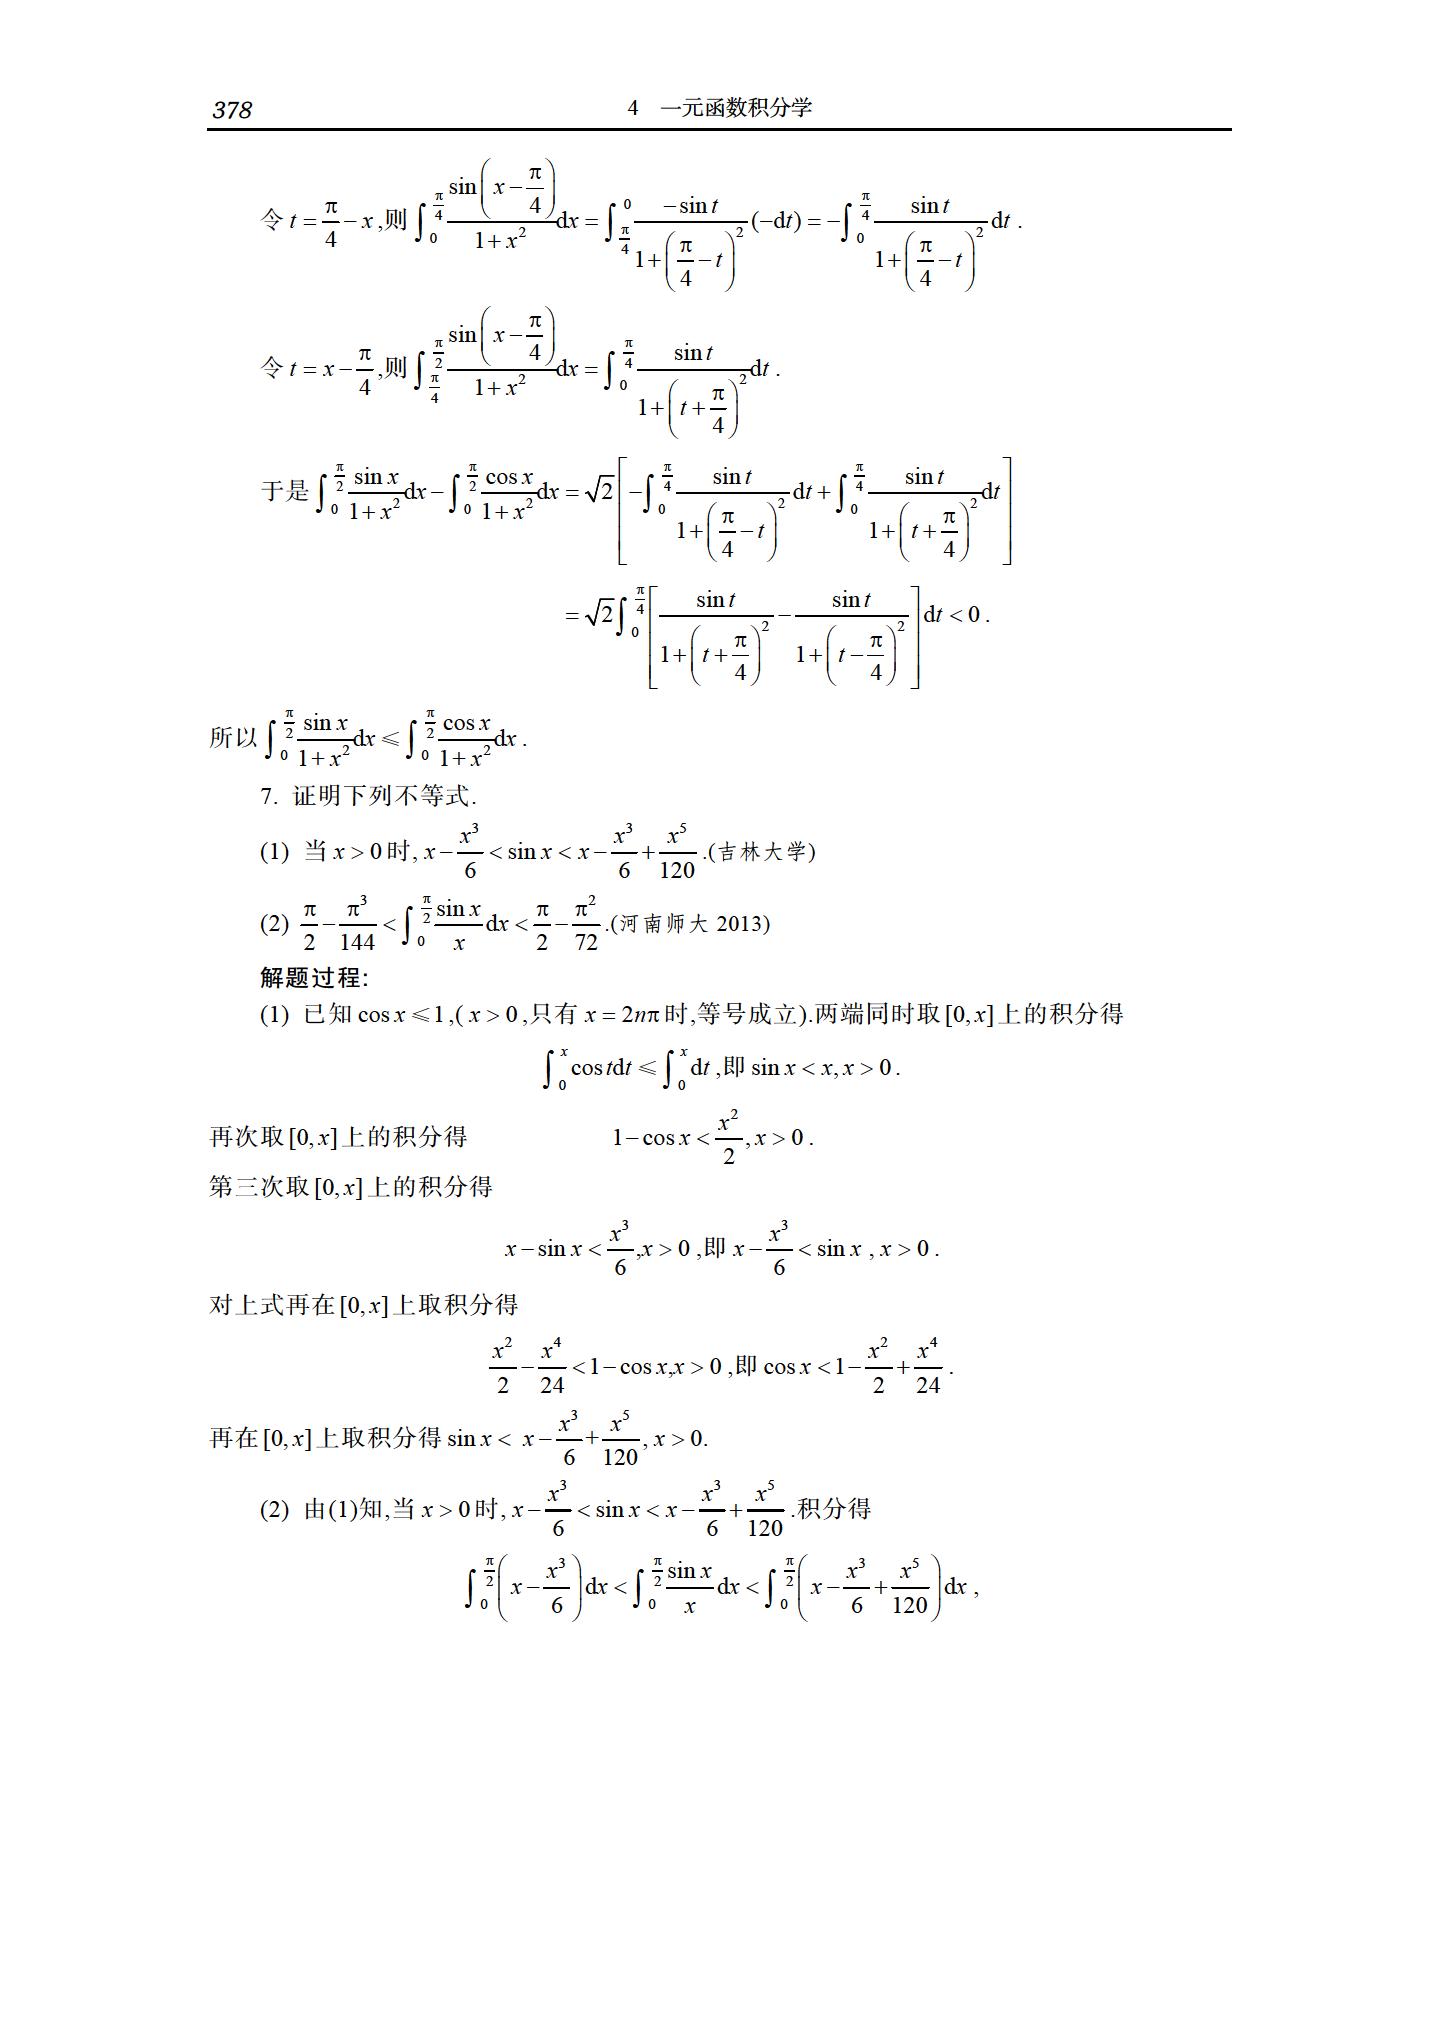 378 4 一元函数积分学
令 $t=\frac{\pi}{4}-x$,则 $\int_0^{\frac{\pi}{4}}\frac{\sin\left(x-\frac{\pi}{4}\right)}{1+x^2}\mathrm{d}x=\int_{\frac{\pi}{4}}^0\frac{-\sin t}{1+\left(\frac{\pi}{4}-t\right)^2}(-\mathrm{d}t)=-\int_0^{\frac{\pi}{4}}\frac{\sin t}{1+\left(\frac{\pi}{4}-t\right)^2}\mathrm{d}t$ .
令 $t=x-\frac{\pi}{4}$,则 $\int_{\frac{\pi}{4}}^{\frac{\pi}{2}}\frac{\sin\left(x-\frac{\pi}{4}\right)}{1+x^2}\mathrm{d}x=\int_0^{\frac{\pi}{4}}\frac{\sin t}{1+\left(t+\frac{\pi}{4}\right)^2}\mathrm{d}t$ .
于是 $\int_0^{\frac{\pi}{2}}\frac{\sin x}{1+x^2}\mathrm{d}x-\int_0^{\frac{\pi}{2}}\frac{\cos x}{1+x^2}\mathrm{d}x=\sqrt{2}\left[-\int_0^{\frac{\pi}{4}}\frac{\sin t}{1+\left(\frac{\pi}{4}-t\right)^2}\mathrm{d}t+\int_0^{\frac{\pi}{4}}\frac{\sin t}{1+\left(t+\frac{\pi}{4}\right)^2}\mathrm{d}t\right]$
$=\sqrt{2}\int_0^{\frac{\pi}{4}}\left[\frac{\sin t}{1+\left(t+\frac{\pi}{4}\right)^2}-\frac{\sin t}{1+\left(t-\frac{\pi}{4}\right)^2}\right]\mathrm{d}t<0$ .
所以 $\int_0^{\frac{\pi}{2}}\frac{\sin x}{1+x^2}\mathrm{d}x\leqslant\int_0^{\frac{\pi}{2}}\frac{\cos x}{1+x^2}\mathrm{d}x$ .
7. 证明下列不等式.
(1) 当 $x>0$ 时, $x-\frac{x^3}{6}<\sin x<x-\frac{x^3}{6}+\frac{x^5}{120}$ .(吉林大学)
(2) $\frac{\pi}{2}-\frac{\pi^3}{144}<\int_0^{\frac{\pi}{2}}\frac{\sin x}{x}\mathrm{d}x<\frac{\pi}{2}-\frac{\pi^2}{72}$ .(河南师大 2013)
解题过程:
(1) 已知 $\cos x\leqslant 1$,( $x>0$ ,只有 $x=2n\pi$ 时,等号成立).两端同时取 $[0,x]$ 上的积分得
$\int_0^x\cos t\mathrm{d}t\leqslant\int_0^x\mathrm{d}t$ ,即 $\sin x<x,x>0$ .
再次取 $[0,x]$ 上的积分得 $1-\cos x<\frac{x^2}{2},x>0$ .
第三次取 $[0,x]$ 上的积分得
$x-\sin x<\frac{x^3}{6},x>0$ ,即 $x-\frac{x^3}{6}<\sin x$ , $x>0$ .
对上式再在 $[0,x]$ 上取积分得
$\frac{x^2}{2}-\frac{x^4}{24}<1-\cos x,x>0$ ,即 $\cos x<1-\frac{x^2}{2}+\frac{x^4}{24}$ .
再在 $[0,x]$ 上取积分得 $\sin x<x-\frac{x^3}{6}+\frac{x^5}{120},x>0.$
(2) 由(1)知,当 $x>0$ 时, $x-\frac{x^3}{6}<\sin x<x-\frac{x^3}{6}+\frac{x^5}{120}$ .积分得
$\int_0^{\frac{\pi}{2}}\left(x-\frac{x^3}{6}\right)\mathrm{d}x<\int_0^{\frac{\pi}{2}}\frac{\sin x}{x}\mathrm{d}x<\int_0^{\frac{\pi}{2}}\left(x-\frac{x^3}{6}+\frac{x^5}{120}\right)\mathrm{d}x$ ,